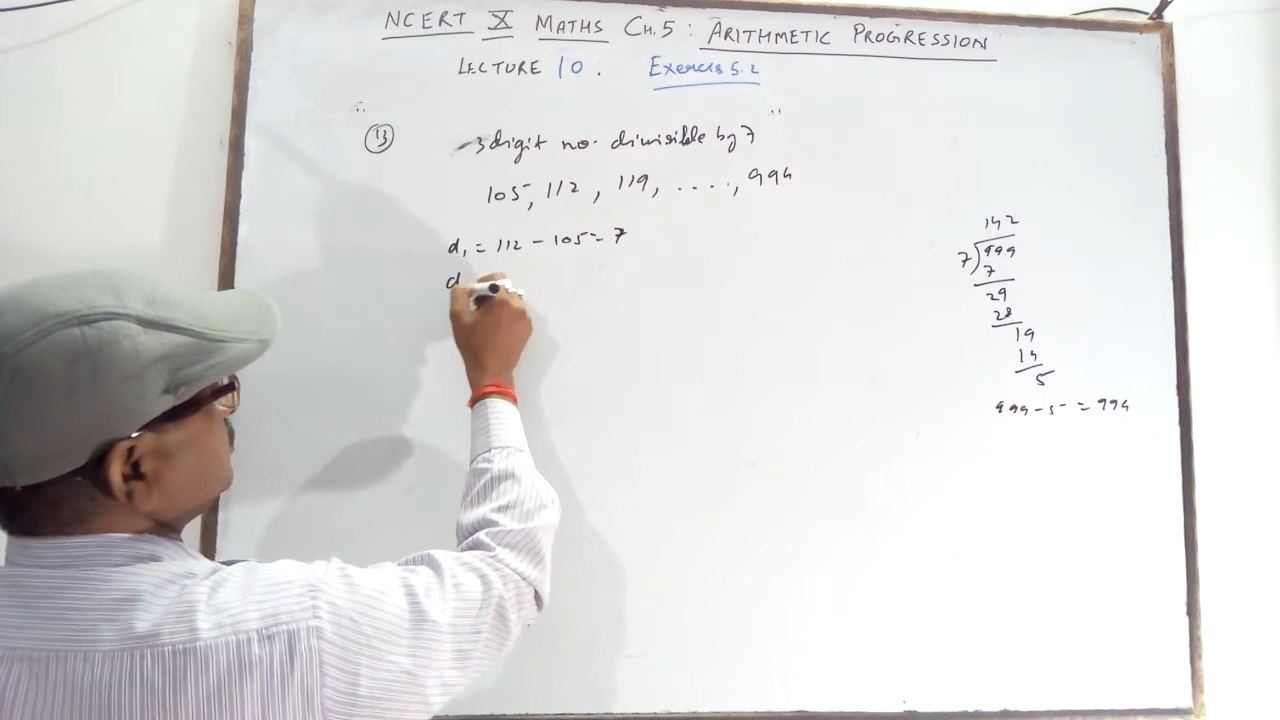 NCERT X MATHS CH.5 : ARITHMETIC PROGRESSION
LECTURE 10 : Exercis 5.2
13 3 digit no. divisible by 7
105, 112, 119, ...., 994
d₁ = 112 - 105 = 7
d
142
7)999
7
29
28
19
14
5
999-5 = 994